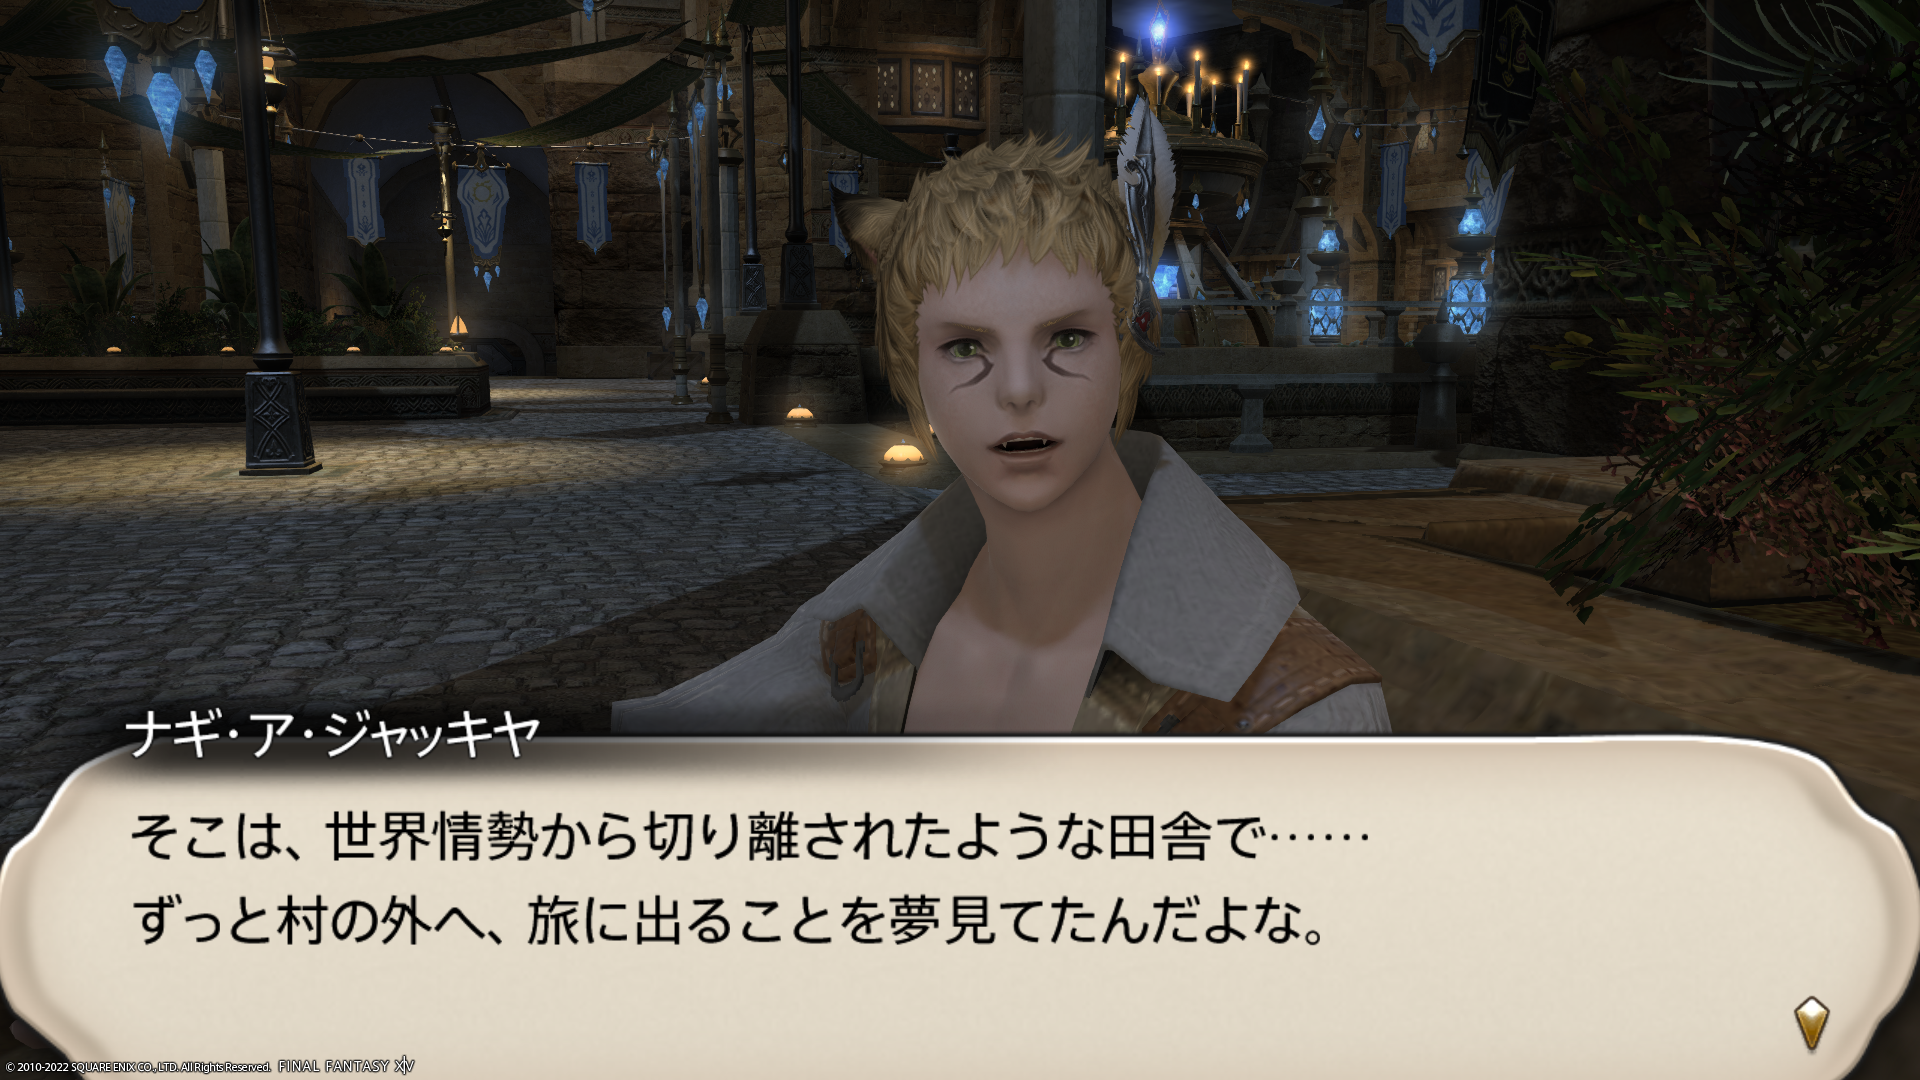 ナギ・ア・ジャッキヤ
そこは、世界情勢から切り離されたような田舎で……
ずっと村の外へ、旅に出ることを夢見てたんだよな。
© 2010-2022 SQUARE ENIX CO., LTD. All Rights Reserved. FINAL FANTASY XIV